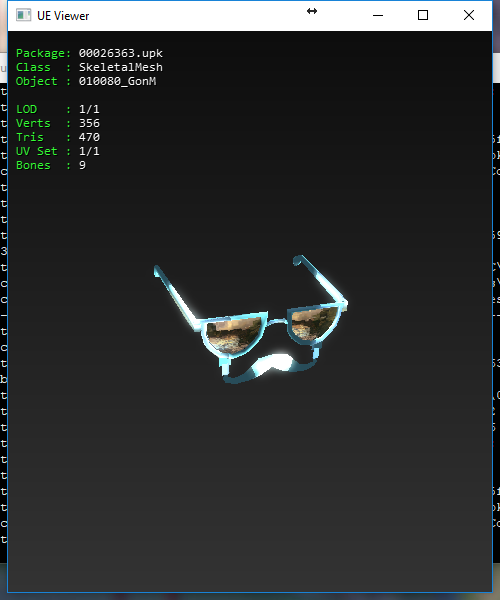 UE Viewer
Package: 00026363.upk
Class  : SkeletalMesh
Object : 010080_GonM
LOD    : 1/1
Verts  : 356
Tris   : 470
UV Set : 1/1
Bones  : 9